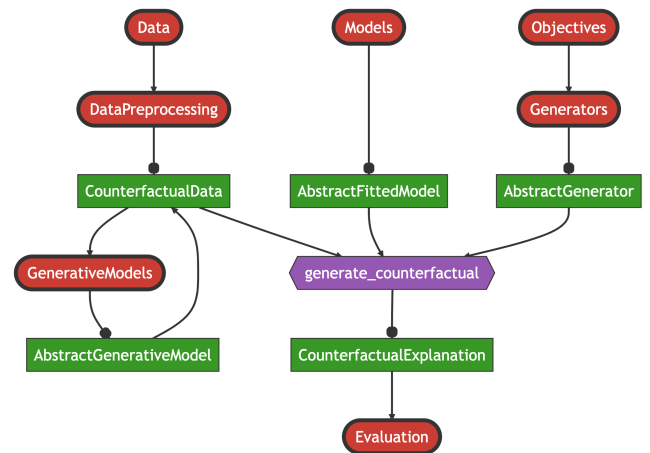 Data
Models
Objectives
DataPreprocessing
Generators
CounterfactualData
AbstractFittedModel
AbstractGenerator
GenerativeModels
generate_counterfactual
AbstractGenerativeModel
CounterfactualExplanation
Evaluation